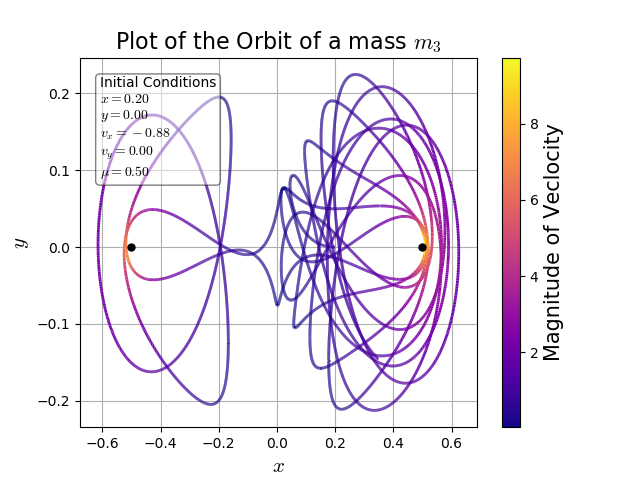 Plot of the Orbit of a mass m₃
Initial Conditions
x = 0.20
y = 0.00
vₓ = −0.88
v_y = 0.00
μ = 0.50
y
0.2
0.1
0.0
−0.1
−0.2
−0.6 −0.4 −0.2 0.0 0.2 0.4 0.6
x
8
6
4
2
Magnitude of Veclocity